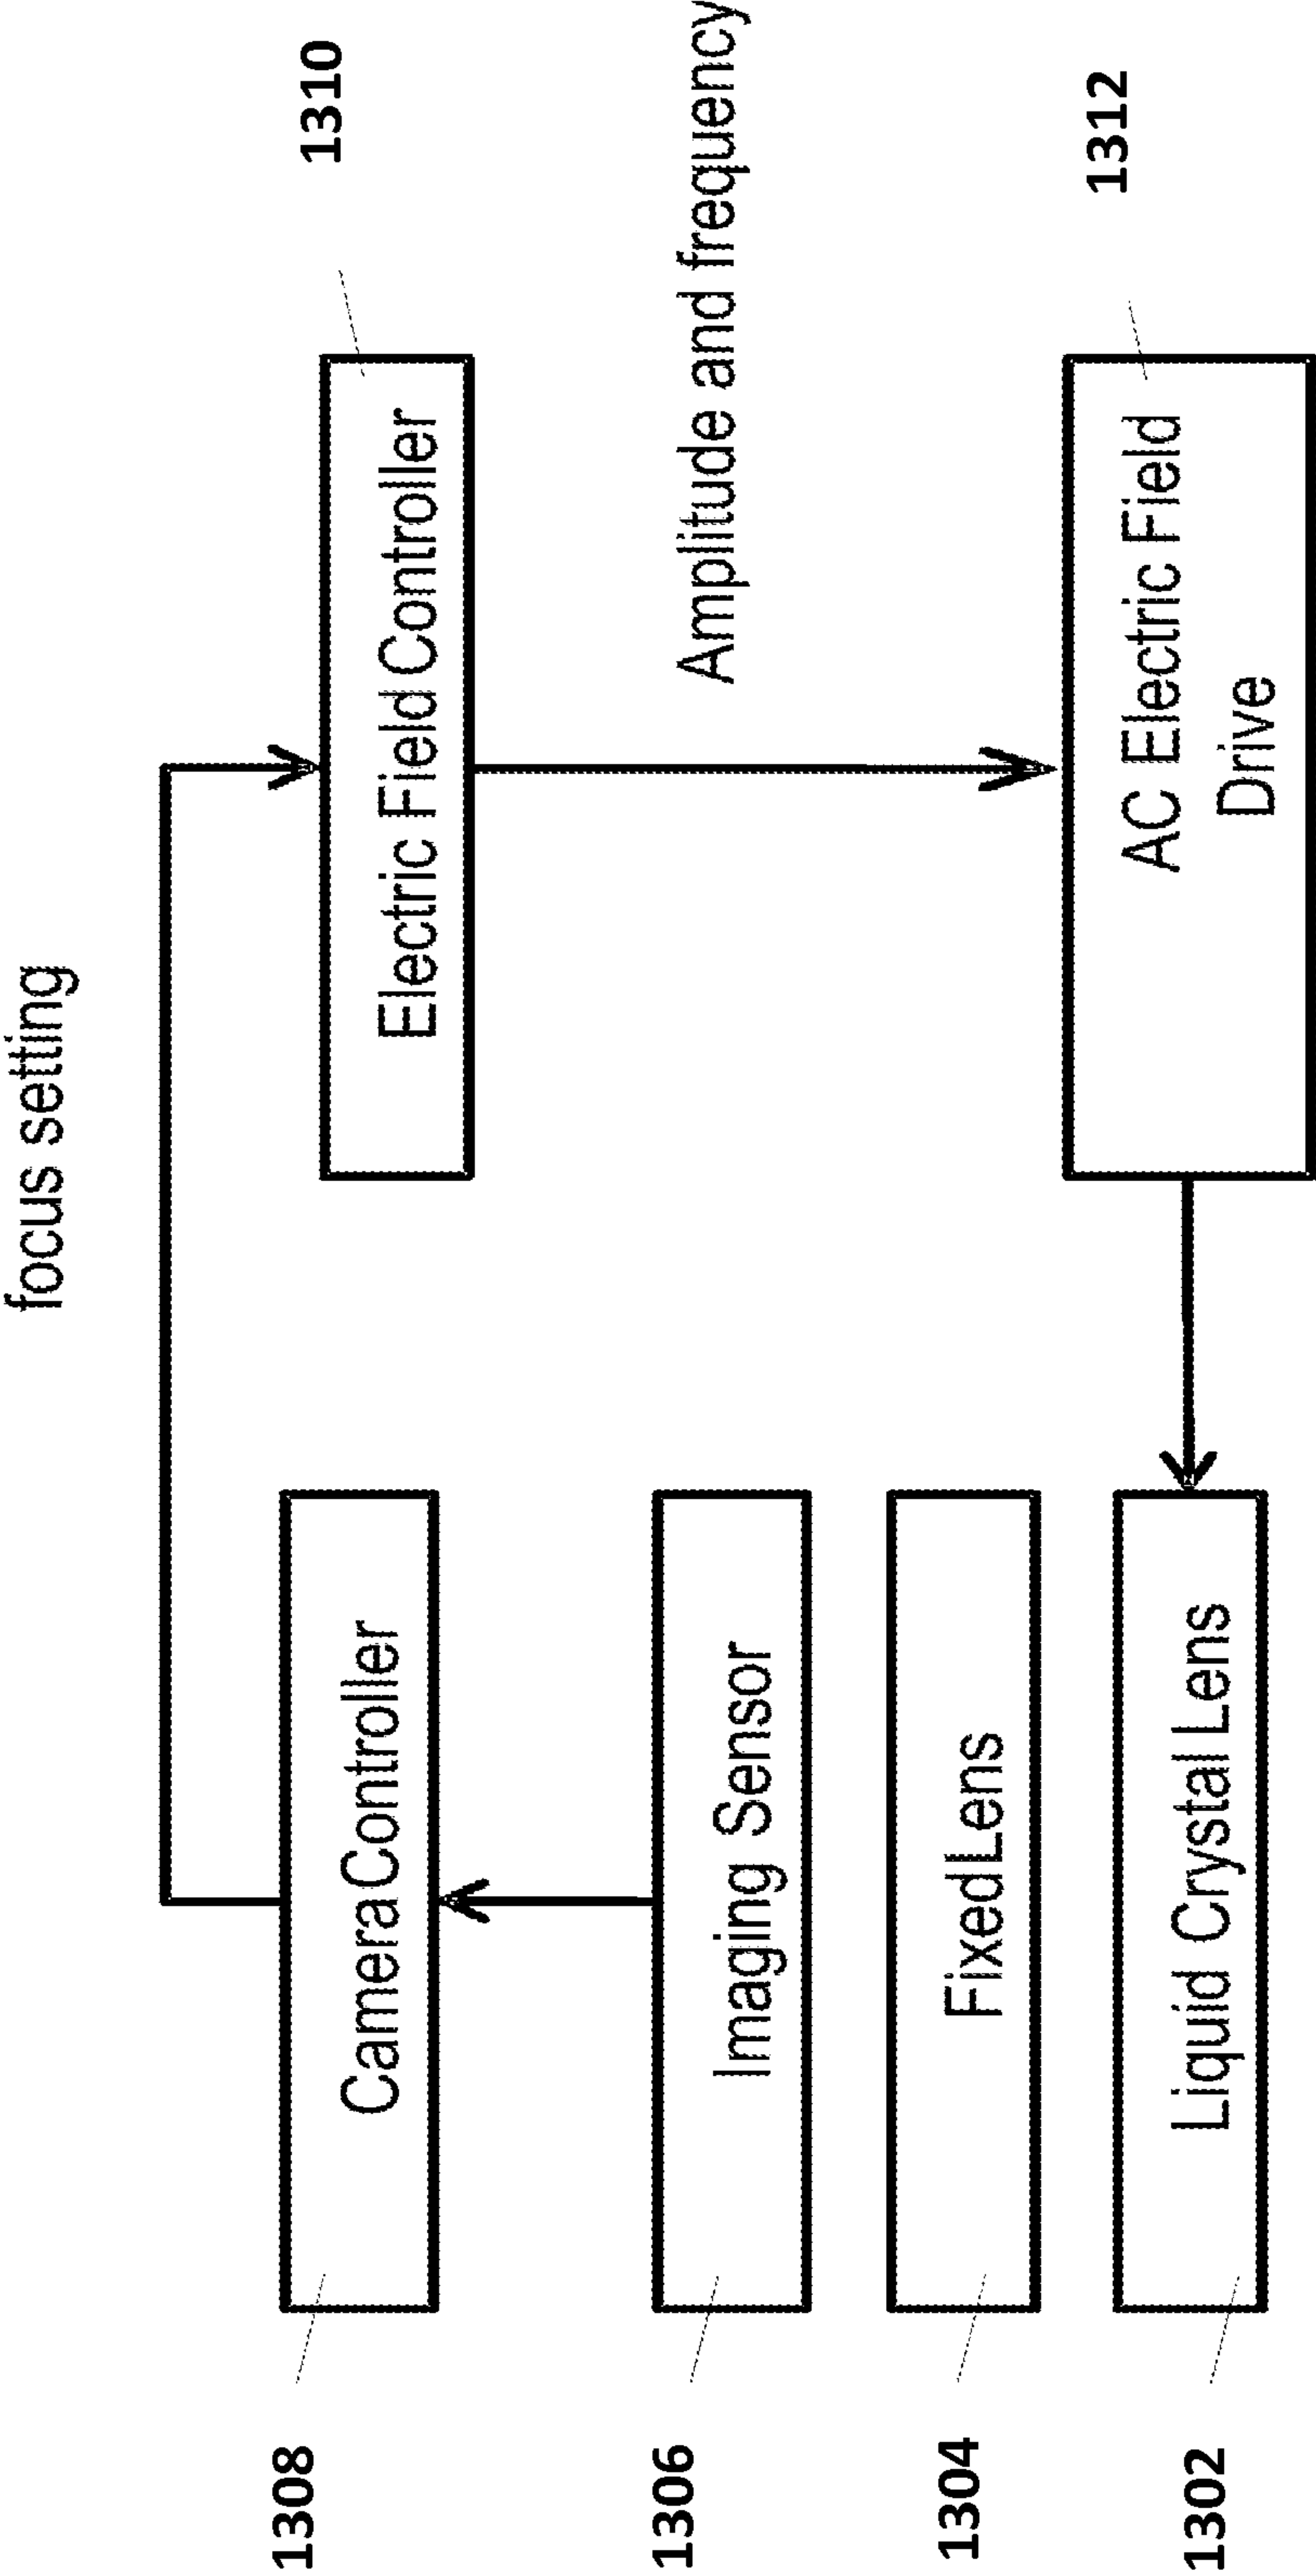 focus setting
1308
Camera Controller
Electric Field Controller
1310
1306
Imaging Sensor
Amplitude and frequency
1304
Fixed Lens
1302
Liquid Crystal Lens
AC Electric Field
Drive
1312